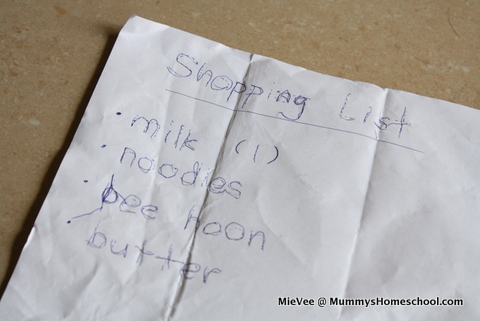 Shopping List
• milk (1)
• noodles
• bee hoon
• butter
MieVee @ MummysHomeschool.com